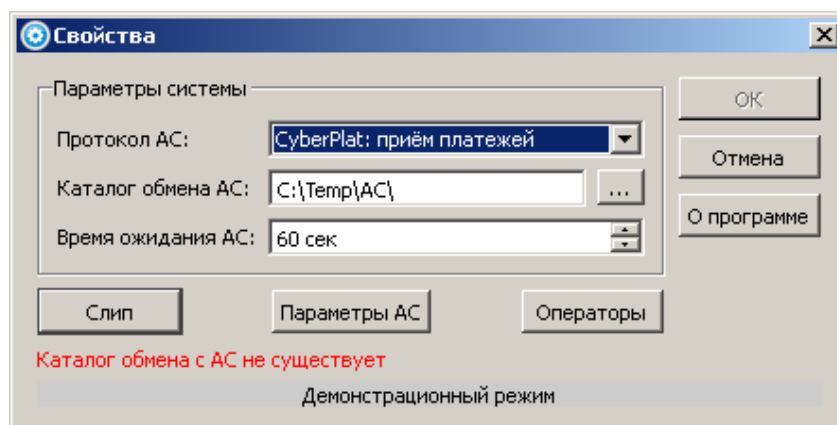 Свойства
Параметры системы
OK
Протокол АС: CyberPlat: приём платежей
Отмена
Каталог обмена АС: C:\Temp\AC\ ...
О программе
Время ожидания АС: 60 сек
Слип Параметры АС Операторы
Каталог обмена с АС не существует
Демонстрационный режим